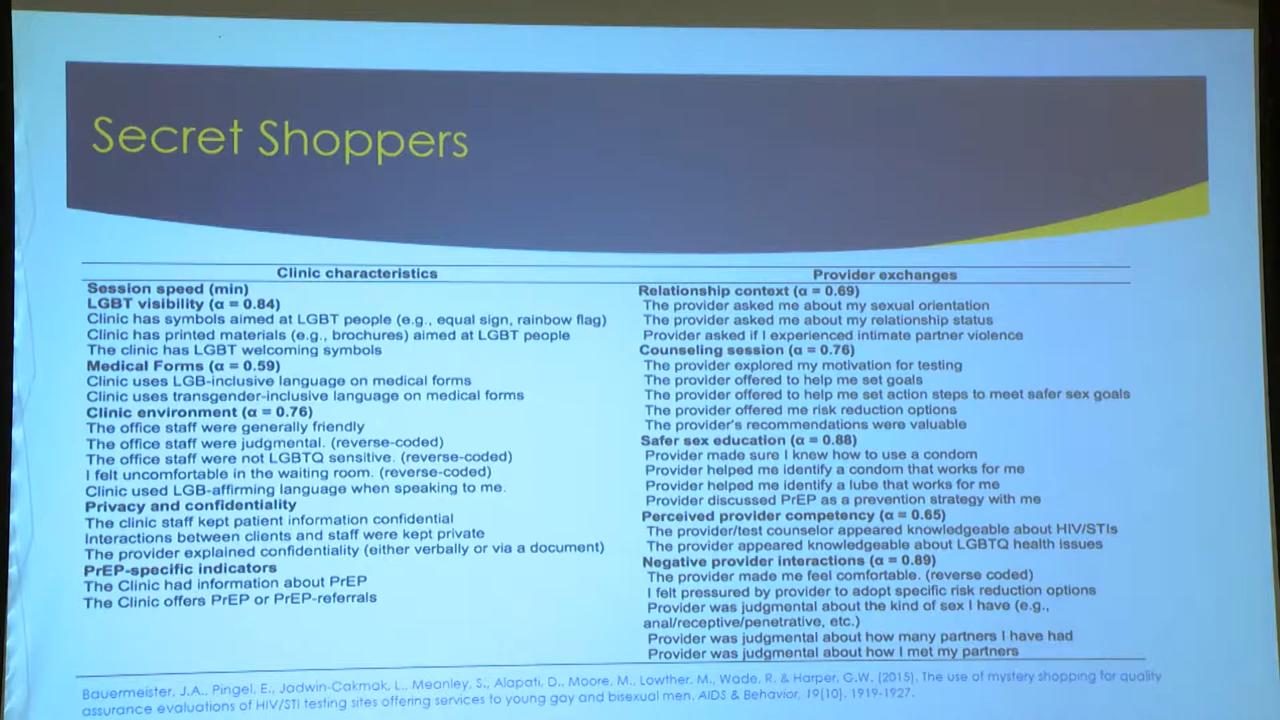 Secret Shoppers
Clinic characteristics
Session speed (min)
LGBT visibility (α = 0.84)
Clinic has symbols aimed at LGBT people (e.g., equal sign, rainbow flag)
Clinic has printed materials (e.g., brochures) aimed at LGBT people
The clinic has LGBT welcoming symbols
Medical Forms (α = 0.59)
Clinic uses LGB-inclusive language on medical forms
Clinic uses transgender-inclusive language on medical forms
Clinic environment (α = 0.76)
The office staff were generally friendly
The office staff were judgmental. (reverse-coded)
The office staff were not LGBTQ sensitive. (reverse-coded)
I felt uncomfortable in the waiting room. (reverse-coded)
Clinic used LGB-affirming language when speaking to me.
Privacy and confidentiality
The clinic staff kept patient information confidential
Interactions between clients and staff were kept private
The provider explained confidentiality (either verbally or via a document)
PrEP-specific indicators
The Clinic had information about PrEP
The Clinic offers PrEP or PrEP-referrals
Provider exchanges
Relationship context (α = 0.69)
The provider asked me about my sexual orientation
The provider asked me about my relationship status
Provider asked if I experienced intimate partner violence
Counseling session (α = 0.76)
The provider explored my motivation for testing
The provider offered to help me set goals
The provider offered to help me set action steps to meet safer sex goals
The provider offered me risk reduction options
The provider's recommendations were valuable
Safer sex education (α = 0.88)
Provider made sure I knew how to use a condom
Provider helped me identify a condom that works for me
Provider helped me identify a lube that works for me
Provider discussed PrEP as a prevention strategy with me
Perceived provider competency (α = 0.65)
The provider/test counselor appeared knowledgeable about HIV/STIs
The provider appeared knowledgeable about LGBTQ health issues
Negative provider interactions (α = 0.89)
The provider made me feel comfortable. (reverse coded)
I felt pressured by provider to adopt specific risk reduction options
Provider was judgmental about the kind of sex I have (e.g.,
anal/receptive/penetrative, etc.)
Provider was judgmental about how many partners I have had
Provider was judgmental about how I met my partners
Bauermeister, J.A., Pingel, E., Jadwin-Cakmak, L., Meanley, S., Alapati, D., Moore, M., Lowther, M., Wade, R. & Harper, G.W. (2015). The use of mystery shopping for quality
assurance evaluations of HIV/STI testing sites offering services to young gay and bisexual men. AIDS & Behavior, 19(10), 1919-1927.